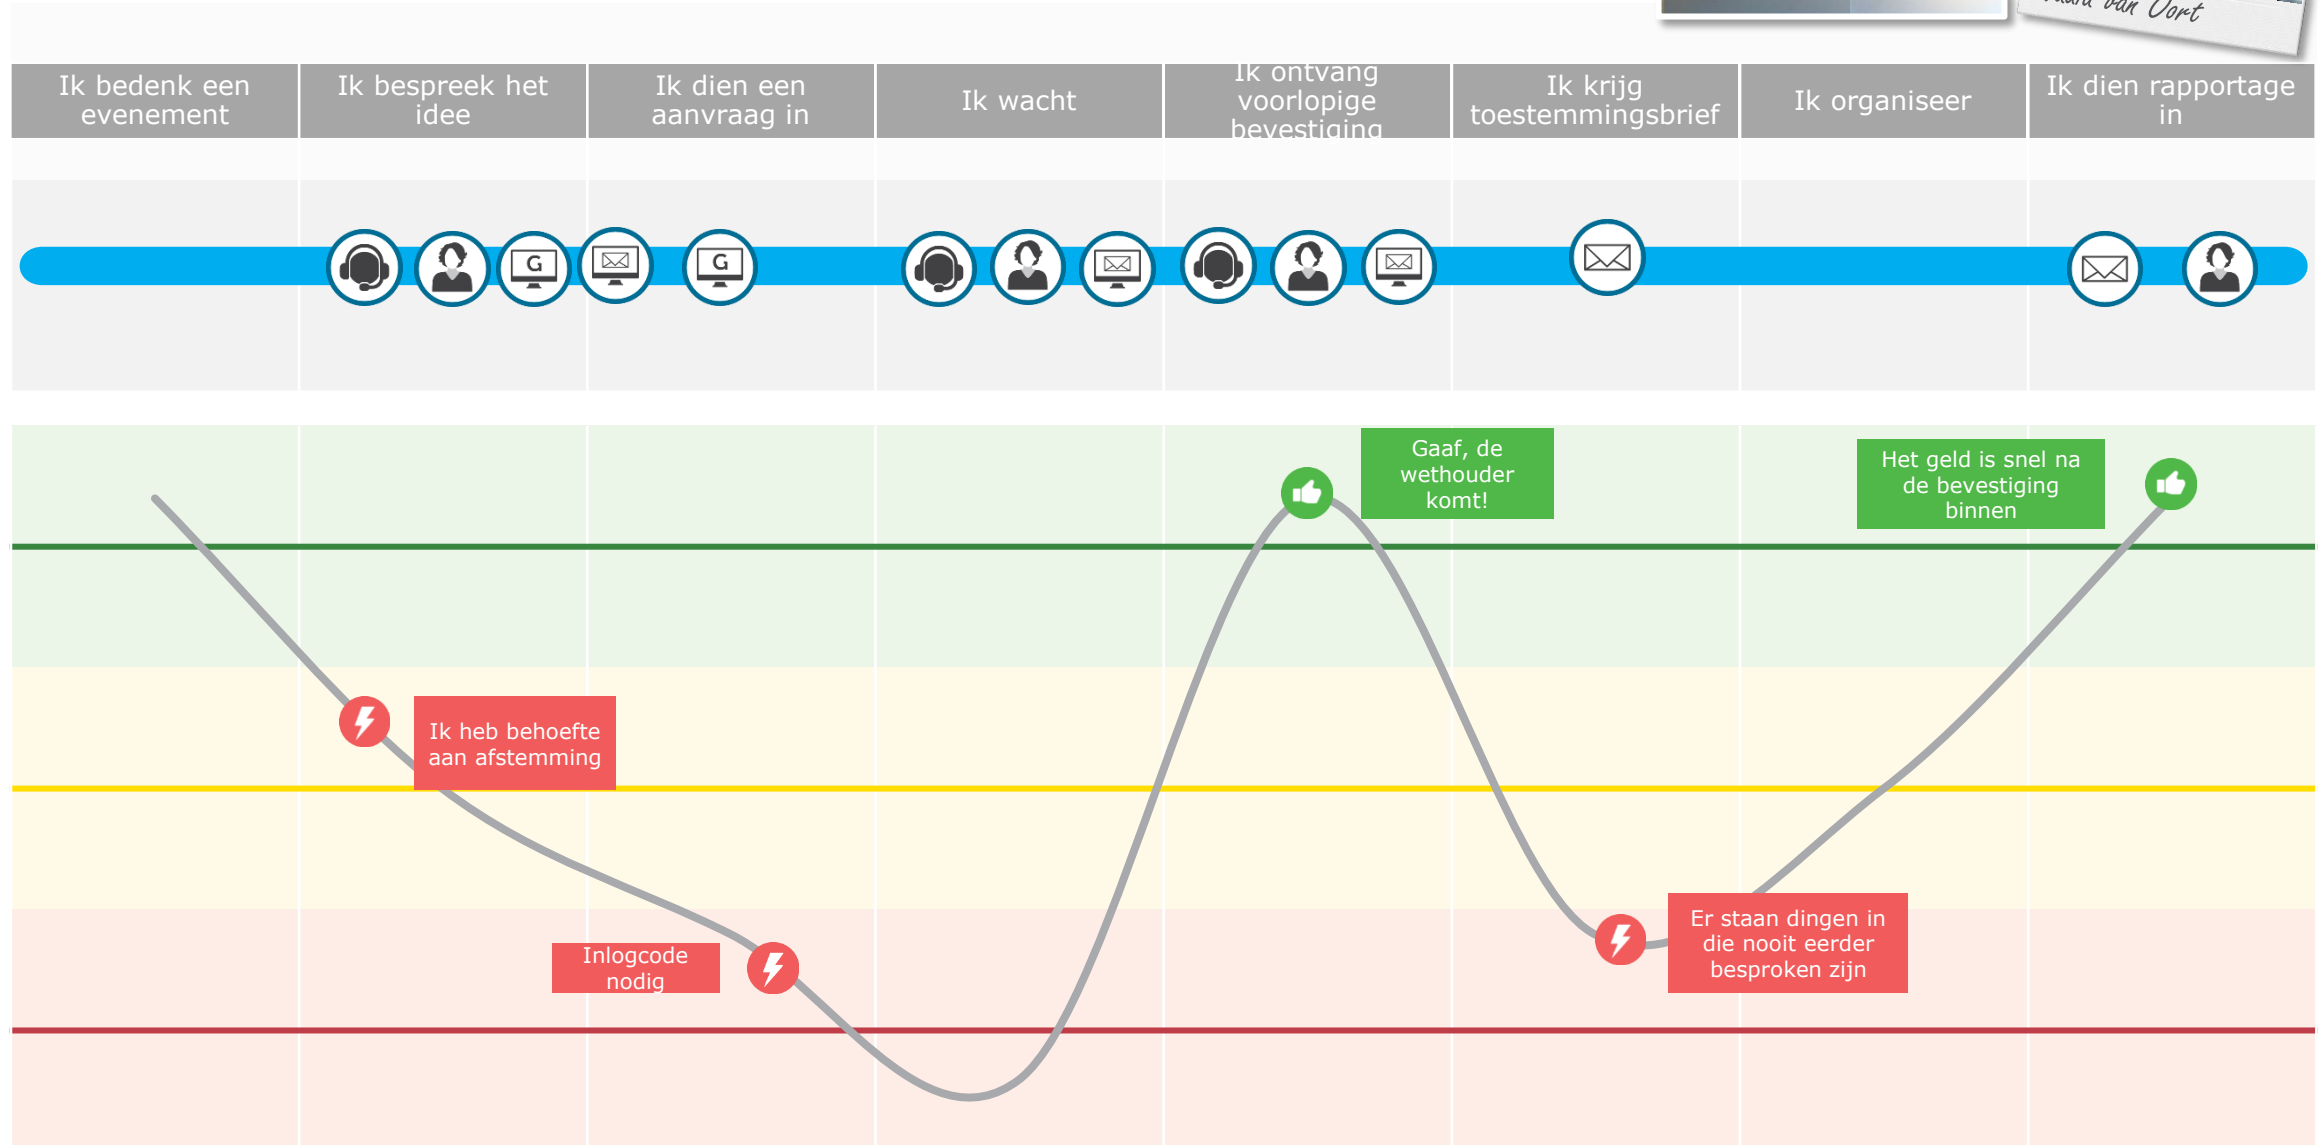 van Oort
Ik bedenk een
evenement
Ik bespreek het
idee
Ik dien een
aanvraag in
Ik wacht
Ik ontvang
voorlopige
bevestiging
Ik krijg
toestemmingsbrief
Ik organiseer
Ik dien rapportage
in
G
G
Gaaf, de
wethouder
komt!
Het geld is snel na
de bevestiging
binnen
Ik heb behoefte
aan afstemming
Inlogcode
nodig
Er staan dingen in
die nooit eerder
besproken zijn